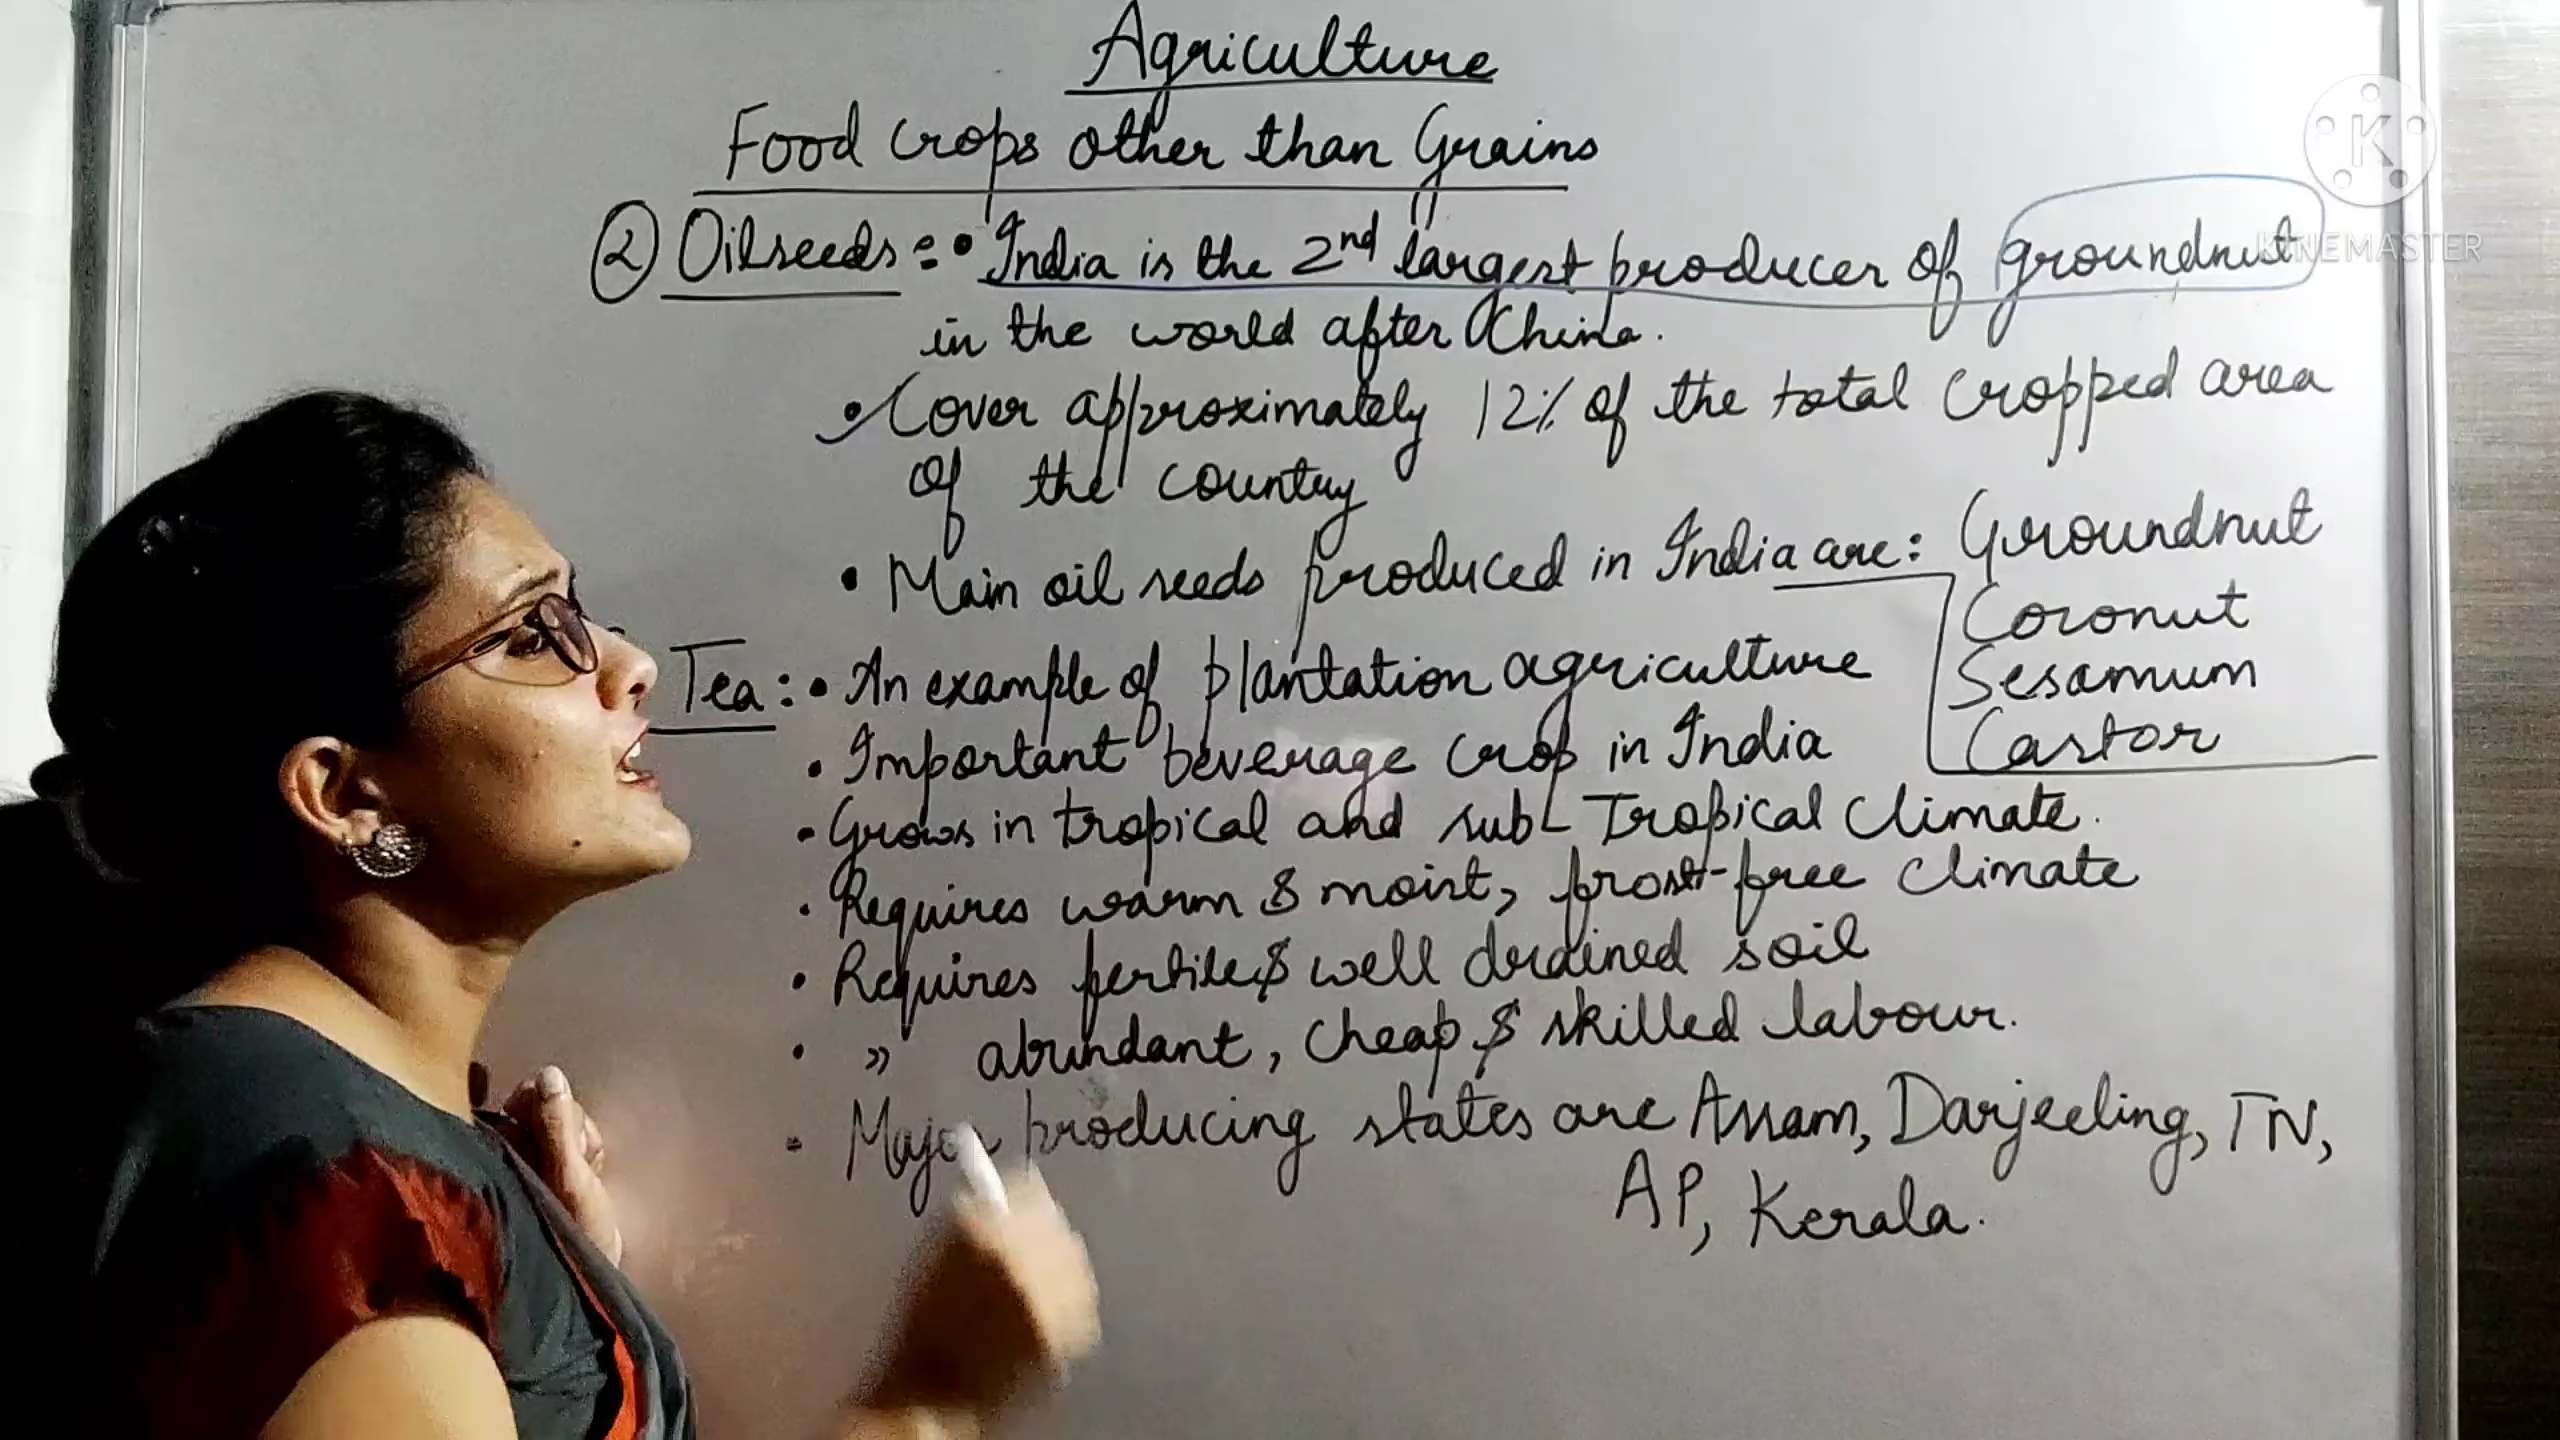 Agriculture
Food crops other than Grains
② Oilseeds :- • India is the 2nd largest producer of groundnut
in the world after China.
• Cover approximately 12% of the total cropped area
of the country
• Main oil seeds produced in India are : Groundnut
Coconut
Sesamum
Castor
Tea : • An example of plantation agriculture
• Important beverage crop in India
• Grows in tropical and sub-Tropical climate.
• Requires warm & moist, frost-free climate
• Requires fertile & well drained soil
• " abundant, cheap & skilled labour.
• Major producing states are Assam, Darjeeling, TN,
AP, Kerala.
K
KINEMASTER